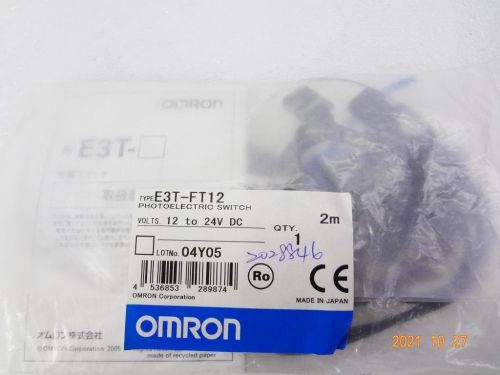 OMRON
E3T-□
TYPE E3T-FT12
PHOTOELECTRIC SWITCH
VOLTS 12 to 24V DC
QTY. 1
2m
LOTNo. 04Y05
2028846
4 536853 289874
OMRON Corporation
Ro
CE
MADE IN JAPAN
OMRON
オムロン株式会社
©OMRON Corporation 2005
made of recycled paper
2021 10 27